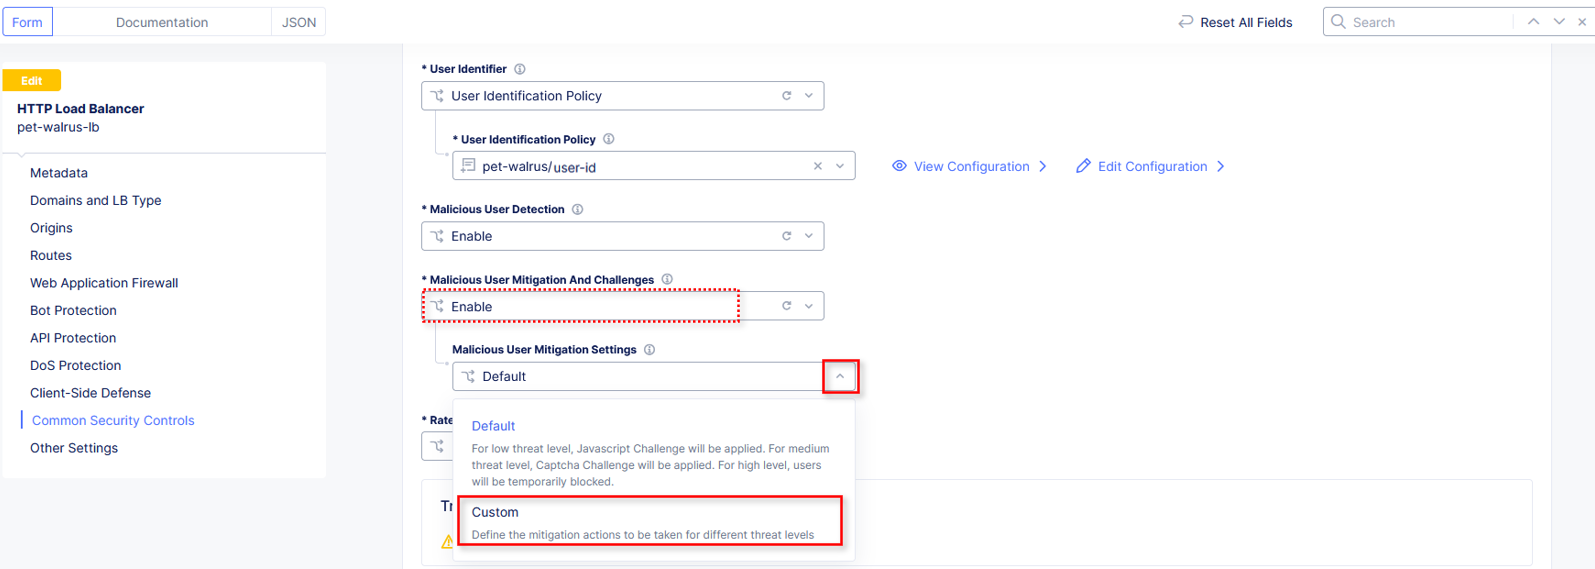 Form
Documentation
JSON
Reset All Fields
Search
Edit
HTTP Load Balancer
pet-walrus-lb
Metadata
Domains and LB Type
Origins
Routes
Web Application Firewall
Bot Protection
API Protection
DoS Protection
Client-Side Defense
Common Security Controls
Other Settings
* User Identifier
User Identification Policy
* User Identification Policy
pet-walrus/user-id
View Configuration
Edit Configuration
* Malicious User Detection
Enable
* Malicious User Mitigation And Challenges
Enable
Malicious User Mitigation Settings
Default
* Rate
Default
For low threat level, Javascript Challenge will be applied. For medium
threat level, Captcha Challenge will be applied. For high level, users
will be temporarily blocked.
Tr
Custom
Define the mitigation actions to be taken for different threat levels